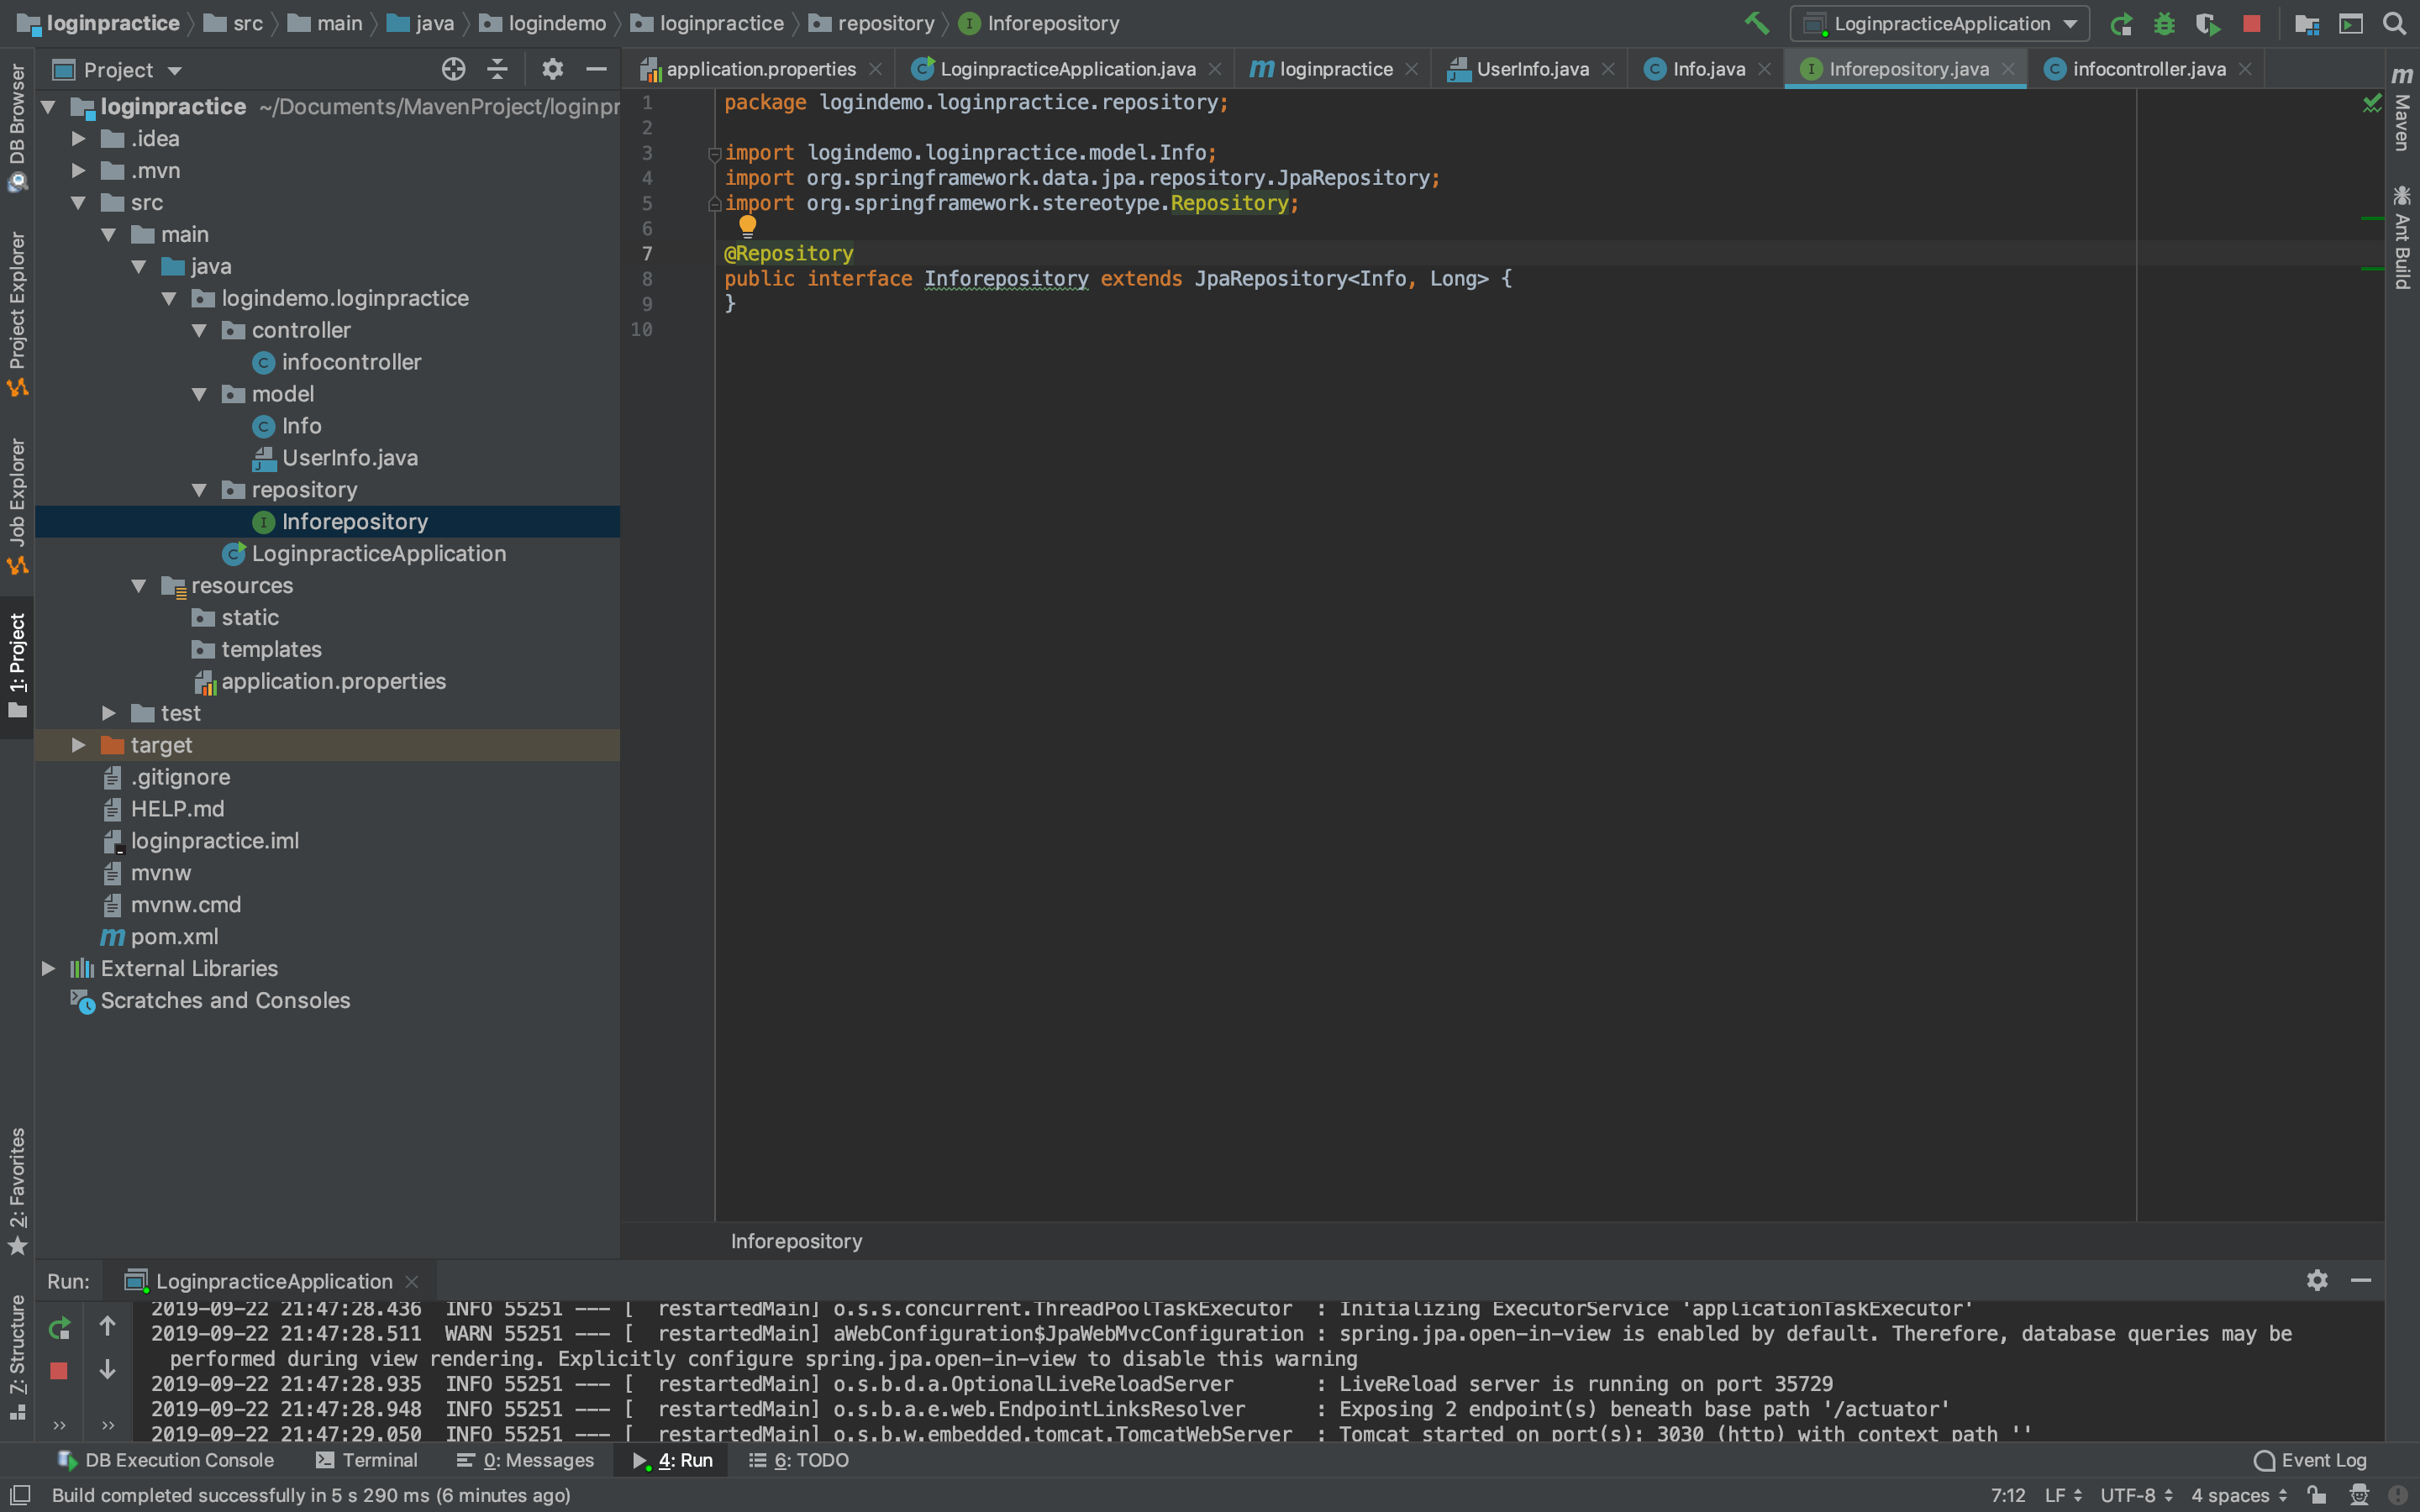 loginpractice src main java logindemo loginpractice repository Inforepository LoginpracticeApplication
Project
application.properties LoginpracticeApplication.java loginpractice UserInfo.java Info.java Inforepository.java infocontroller.java
loginpractice ~/Documents/MavenProject/loginpr
.idea
.mvn
src
main
java
logindemo.loginpractice
controller
infocontroller
model
Info
UserInfo.java
repository
Inforepository
LoginpracticeApplication
resources
static
templates
application.properties
test
target
.gitignore
HELP.md
loginpractice.iml
mvnw
mvnw.cmd
pom.xml
External Libraries
Scratches and Consoles
DB Browser
Project Explorer
Job Explorer
1: Project
2: Favorites
7: Structure
1 package logindemo.loginpractice.repository;
2
3 import logindemo.loginpractice.model.Info;
4 import org.springframework.data.jpa.repository.JpaRepository;
5 import org.springframework.stereotype.Repository;
6
7 @Repository
8 public interface Inforepository extends JpaRepository<Info, Long> {
9 }
10
Inforepository
Maven
Ant Build
Run: LoginpracticeApplication
2019-09-22 21:47:28.436 INFO 55251 --- [ restartedMain] o.s.s.concurrent.ThreadPoolTaskExecutor : Initializing ExecutorService 'applicationTaskExecutor'
2019-09-22 21:47:28.511 WARN 55251 --- [ restartedMain] aWebConfiguration$JpaWebMvcConfiguration : spring.jpa.open-in-view is enabled by default. Therefore, database queries may be
performed during view rendering. Explicitly configure spring.jpa.open-in-view to disable this warning
2019-09-22 21:47:28.935 INFO 55251 --- [ restartedMain] o.s.b.d.a.OptionalLiveReloadServer : LiveReload server is running on port 35729
2019-09-22 21:47:28.948 INFO 55251 --- [ restartedMain] o.s.b.a.e.web.EndpointLinksResolver : Exposing 2 endpoint(s) beneath base path '/actuator'
2019-09-22 21:47:29.050 INFO 55251 --- [ restartedMain] o.s.b.w.embedded.tomcat.TomcatWebServer : Tomcat started on port(s): 3030 (http) with context path ''
DB Execution Console Terminal 0: Messages 4: Run 6: TODO Event Log
Build completed successfully in 5 s 290 ms (6 minutes ago) 7:12 LF UTF-8 4 spaces